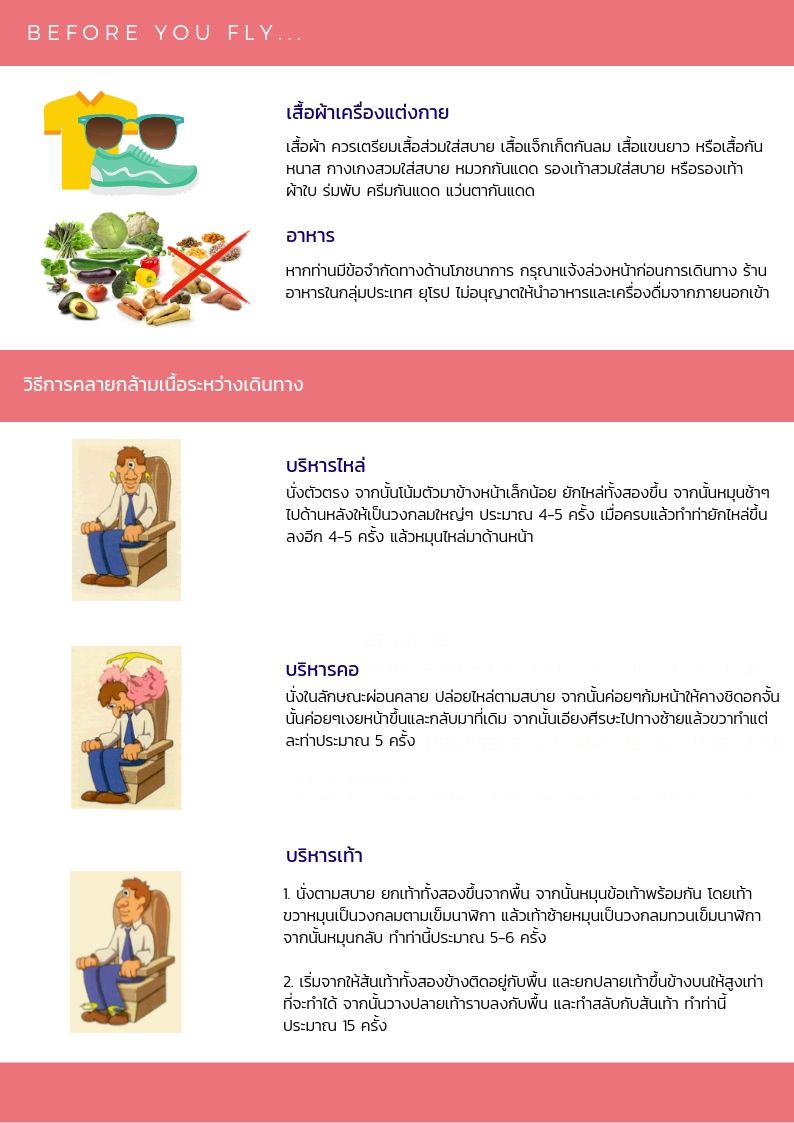 BEFORE YOU FLY...
เสื้อผ้าเครื่องแต่งกาย
เสื้อผ้า ควรเตรียมเสื้อส่วมใส่สบาย เสื้อแจ็กเก็ตกันลม เสื้อแขนยาว หรือเสื้อกัน
หนาส กางเกงสวมใส่สบาย หมวกกันแดด รองเท้าสวมใส่สบาย หรือรองเท้า
ผ้าใบ ร่มพับ ครีมกันแดด แว่นตากันแดด
อาหาร
หากท่านมีข้อจำกัดทางด้านโภชนาการ กรุณาแจ้งล่วงหน้าก่อนการเดินทาง ร้าน
อาหารในกลุ่มประเทศ ยุโรป ไม่อนุญาตให้นำอาหารและเครื่องดื่มจากภายนอกเข้า
วิธีการคลายกล้ามเนื้อระหว่างเดินทาง
บริหารไหล่
นั่งตัวตรง จากนั้นโน้มตัวมาข้างหน้าเล็กน้อย ยักไหล่ทั้งสองขึ้น จากนั้นหมุนช้าๆ
ไปด้านหลังให้เป็นวงกลมใหญ่ๆ ประมาณ 4-5 ครั้ง เมื่อครบแล้วทำท่ายักไหล่ขึ้น
ลงอีก 4-5 ครั้ง แล้วหมุนไหล่มาด้านหน้า
บริหารคอ
นั่งในลักษณะผ่อนคลาย ปล่อยไหล่ตามสบาย จากนั้นค่อยๆก้มหน้าให้คางชิดอกจั้น
นั้นค่อยๆเงยหน้าขึ้นและกลับมาที่เดิม จากนั้นเอียงศีรษะไปทางซ้ายแล้วขวาทำแต่
ละท่าประมาณ 5 ครั้ง
บริหารเท้า
1. นั่งตามสบาย ยกเท้าทั้งสองขึ้นจากพื้น จากนั้นหมุนข้อเท้าพร้อมกัน โดยเท้า
ขวาหมุนเป็นวงกลมตามเข็มนาฬิกา แล้วเท้าซ้ายหมุนเป็นวงกลมทวนเข็มนาฬิกา
จากนั้นหมุนกลับ ทำท่านี้ประมาณ 5-6 ครั้ง
2. เริ่มจากให้ส้นเท้าทั้งสองข้างติดอยู่กับพื้น และยกปลายเท้าขึ้นข้างบนให้สูงเท่า
ที่จะทำได้ จากนั้นวางปลายเท้าราบลงกับพื้น และทำสลับกับส้นเท้า ทำท่านี้
ประมาณ 15 ครั้ง